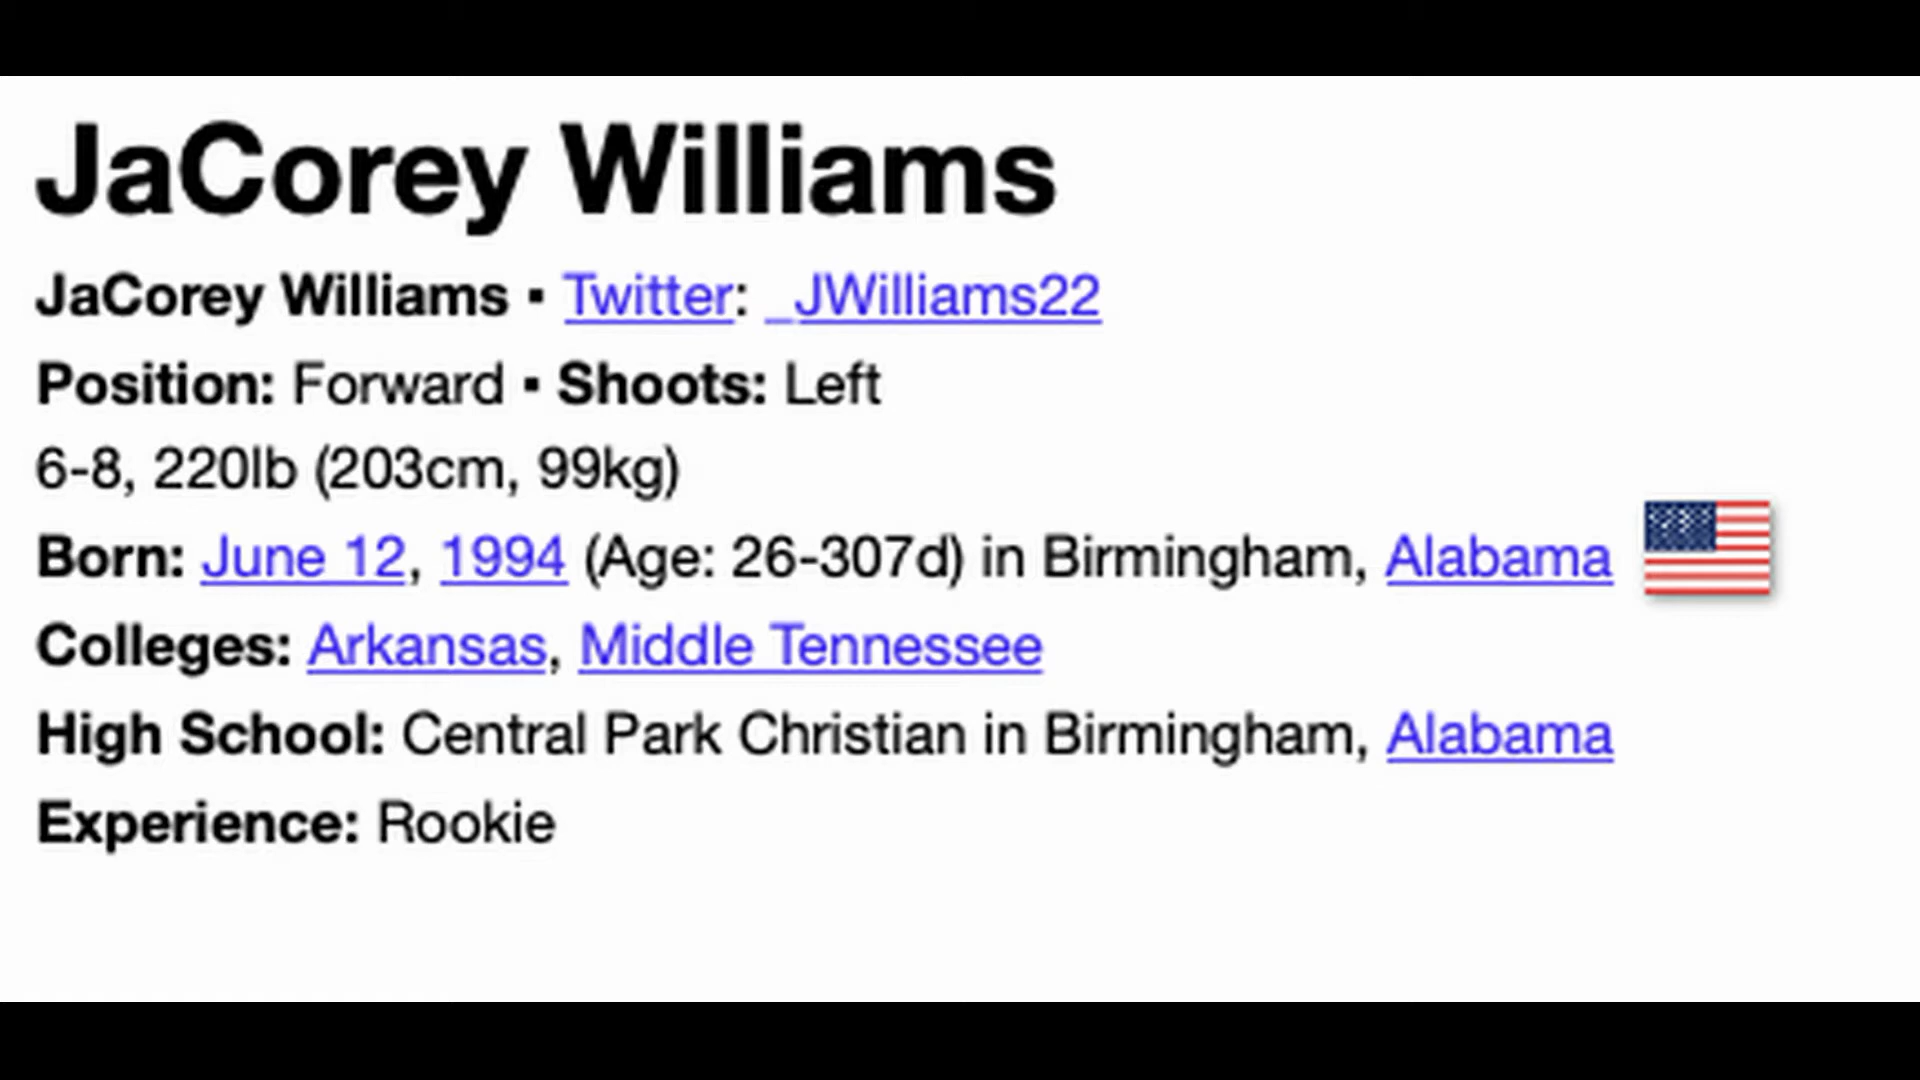 JaCorey Williams
JaCorey Williams ▪ Twitter: _JWilliams22
Position: Forward ▪ Shoots: Left
6-8, 220lb (203cm, 99kg)
Born: June 12, 1994 (Age: 26-307d) in Birmingham, Alabama
Colleges: Arkansas, Middle Tennessee
High School: Central Park Christian in Birmingham, Alabama
Experience: Rookie